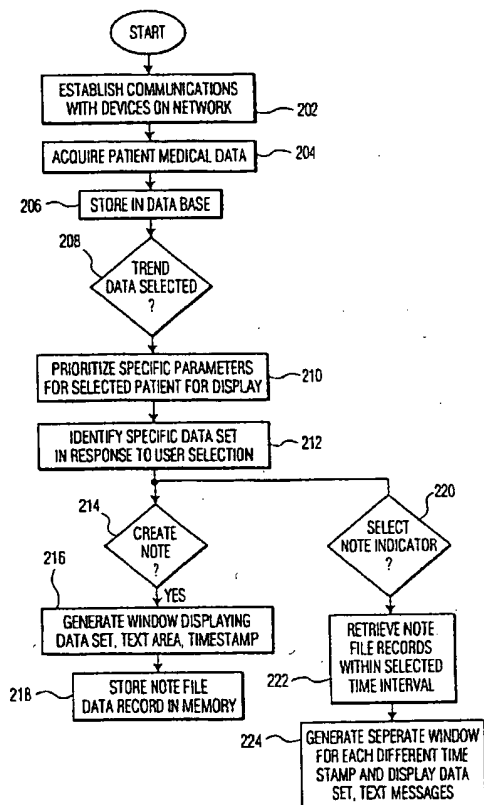 START
ESTABLISH COMMUNICATIONS
WITH DEVICES ON NETWORK
202
ACQUIRE PATIENT MEDICAL DATA
204
206
STORE IN DATA BASE
208
TREND
DATA SELECTED
?
PRIORITIZE SPECIFIC PARAMETERS
FOR SELECTED PATIENT FOR DISPLAY
210
IDENTIFY SPECIFIC DATA SET
IN RESPONSE TO USER SELECTION
212
214
CREATE
NOTE
?
YES
220
SELECT
NOTE INDICATOR
?
216
GENERATE WINDOW DISPLAYING
DATA SET, TEXT AREA, TIMESTAMP
218
STORE NOTE FILE
DATA RECORD IN MEMORY
222
RETRIEVE NOTE
FILE RECORDS
WITHIN SELECTED
TIME INTERVAL
224
GENERATE SEPERATE WINDOW
FOR EACH DIFFERENT TIME
STAMP AND DISPLAY DATA
SET, TEXT MESSAGES